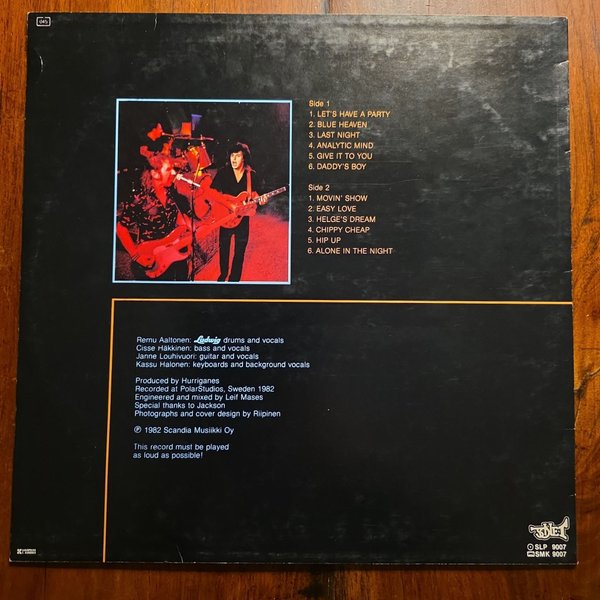 Side 1
1. LET'S HAVE A PARTY
2. BLUE HEAVEN
3. LAST NIGHT
4. ANALYTIC MIND
5. GIVE IT TO YOU
6. DADDY'S BOY
Side 2
1. MOVIN' SHOW
2. EASY LOVE
3. HELGE'S DREAM
4. CHIPPY CHEAP
5. HIP UP
6. ALONE IN THE NIGHT
Remu Aaltonen: Ludwig drums and vocals
Cisse Häkkinen: bass and vocals
Janne Louhivuori: guitar and vocals
Kassu Halonen: keyboards and background vocals
Produced by Hurriganes
Recorded at PolarStudios, Sweden 1982
Engineered and mixed by Leif Mases
Special thanks to Jackson
Photographs and cover design by Riipinen
℗ 1982 Scandia Musiikki Oy
This record must be played
as loud as possible!
SLP 9007
SMK 9007